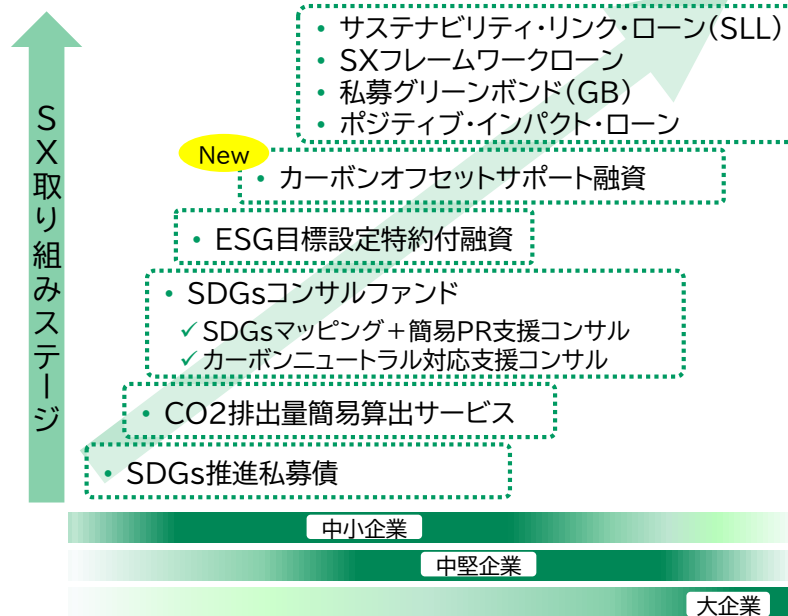 SX取り組みステージ
• サステナビリティ・リンク・ローン(SLL)
• SXフレームワークローン
• 私募グリーンボンド(GB)
• ポジティブ・インパクト・ローン
New
• カーボンオフセットサポート融資
• ESG目標設定特約付融資
• SDGsコンサルファンド
✓ SDGsマッピング＋簡易PR支援コンサル
✓ カーボンニュートラル対応支援コンサル
• CO2排出量簡易算出サービス
• SDGs推進私募債
中小企業
中堅企業
大企業